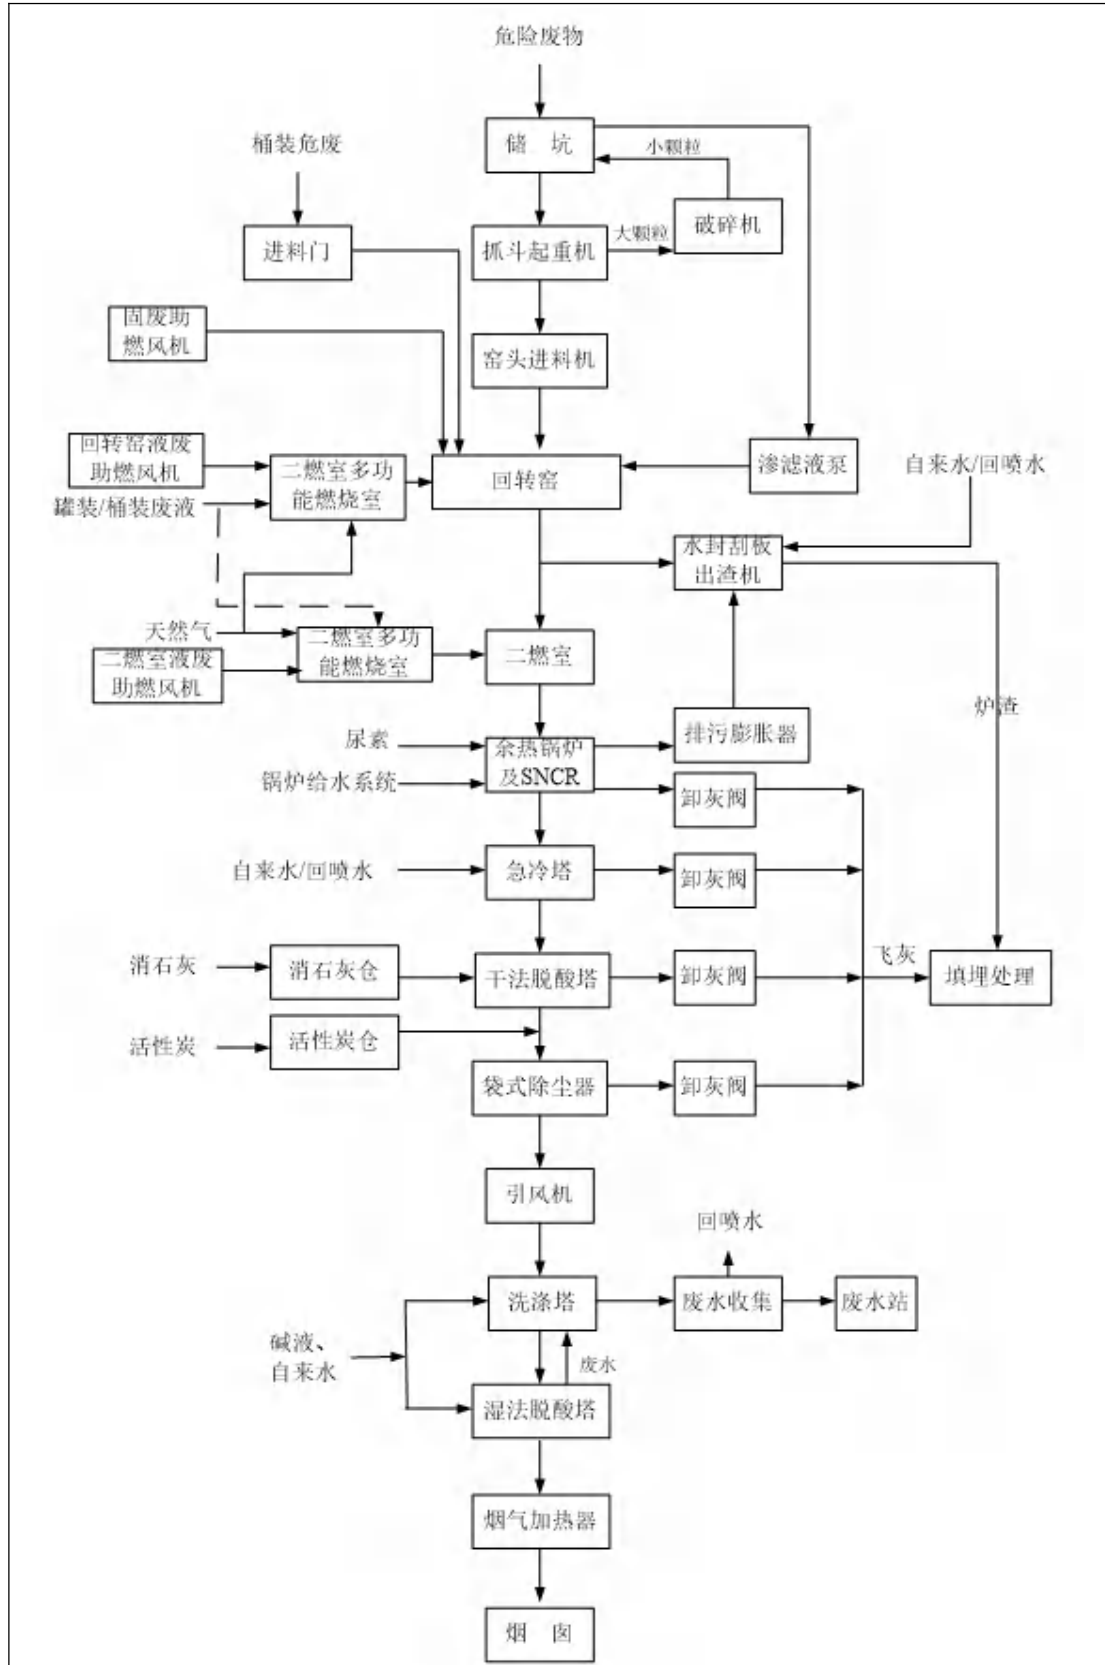 危险废物
储 坑
小颗粒
桶装危废
破碎机
大颗粒
进料门
抓斗起重机
固废助
燃风机
窑头进料机
回转窑液废
助燃风机
二燃室多功
能燃烧室
回转窑
渗滤液泵
自来水/回喷水
罐装/桶装废液
水封刮板
出渣机
天然气
二燃室多功
能燃烧室
二燃室
二燃室液废
助燃风机
炉渣
尿素
余热锅炉
及SNCR
排污膨胀器
锅炉给水系统
卸灰阀
自来水/回喷水
急冷塔
卸灰阀
飞灰
消石灰
消石灰仓
干法脱酸塔
卸灰阀
填埋处理
活性炭
活性炭仓
袋式除尘器
卸灰阀
引风机
回喷水
洗涤塔
废水收集
废水站
碱液、
自来水
废水
湿法脱酸塔
烟气加热器
烟 囱